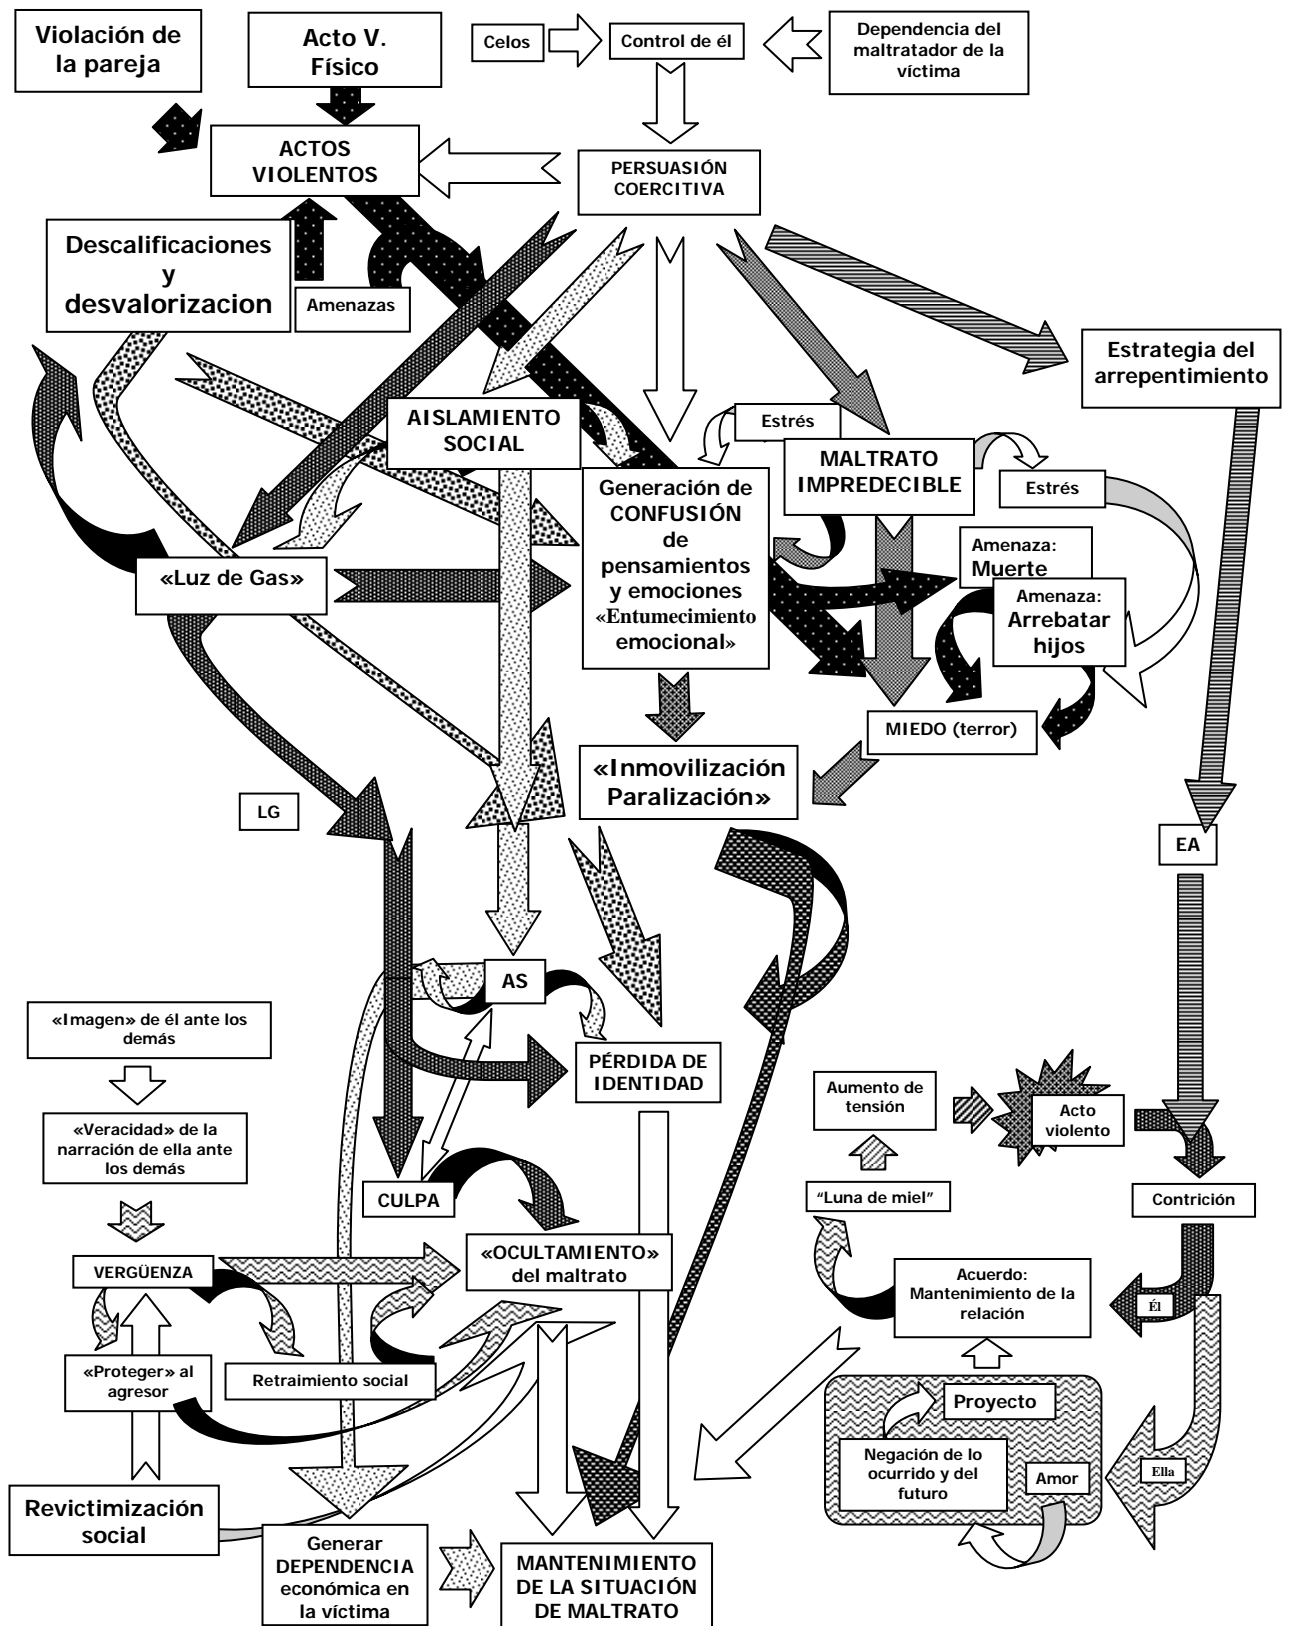 Violación de
la pareja
Acto V.
Físico
Celos
Control de él
Dependencia del
maltratador de la
víctima
ACTOS
VIOLENTOS
PERSUASIÓN
COERCITIVA
Descalificaciones
y
desvalorizacion
Amenazas
Estrategia del
arrepentimiento
AISLAMIENTO
SOCIAL
Estrés
MALTRATO
IMPREDECIBLE
Estrés
Generación de
CONFUSIÓN
de
pensamientos
y emociones
«Entumecimiento
emocional»
«Luz de Gas»
Amenaza:
Muerte
Amenaza:
Arrebatar
hijos
MIEDO (terror)
«Inmovilización
Paralización»
LG
EA
AS
«Imagen» de él ante los
demás
PÉRDIDA DE
IDENTIDAD
Aumento de
tensión
Acto
violento
«Veracidad» de la
narración de ella ante
los demás
CULPA
“Luna de miel”
Contrición
VERGÜENZA
«OCULTAMIENTO»
del maltrato
Acuerdo:
Mantenimiento de la
relación
Él
«Proteger» al
agresor
Retraimiento social
Proyecto
Negación de lo
ocurrido y del
futuro
Amor
Ella
Revictimización
social
Generar
DEPENDENCIA
económica en
la víctima
MANTENIMIENTO
DE LA SITUACIÓN
DE MALTRATO